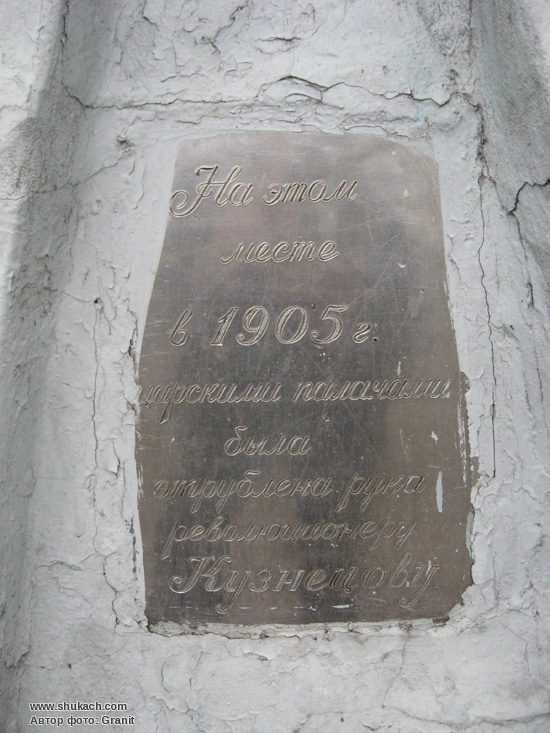 На этом
месте
в 1905 г.
царскими палачами
была
отрублена рука
революционеру
Кузнецову
www.shukach.com
Автор фото: Granit